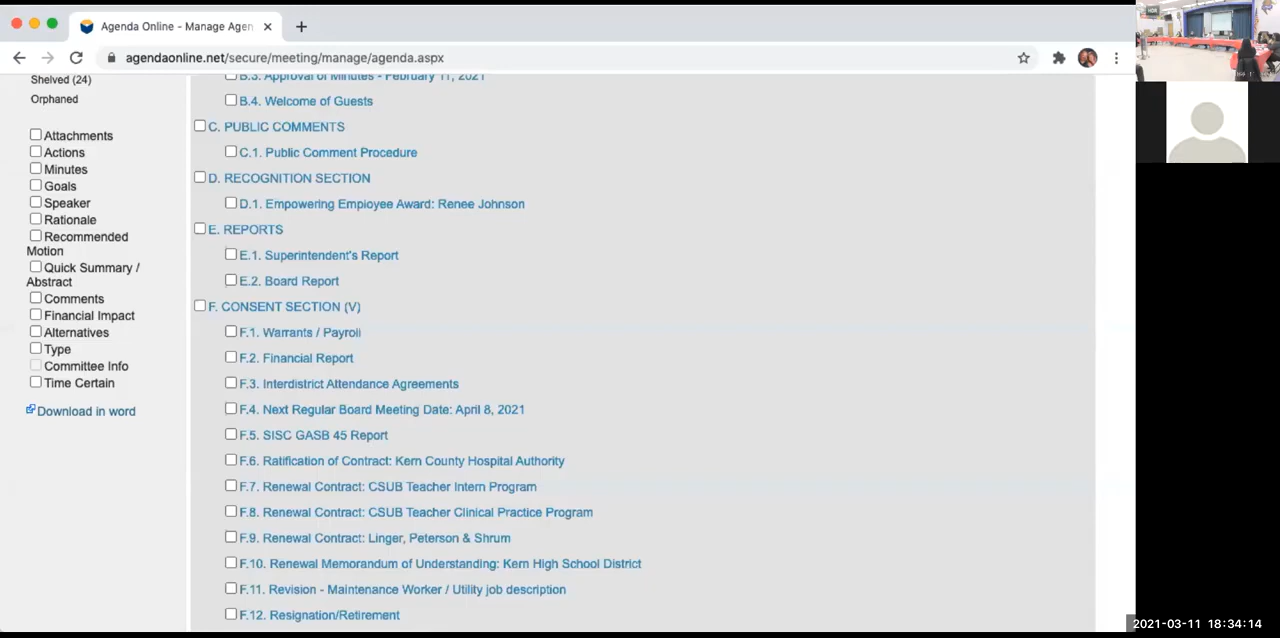 Agenda Online - Manage Agen
agendaonline.net/secure/meeting/manage/agenda.aspx
Shelved (24)
Orphaned
Attachments
Actions
Minutes
Goals
Speaker
Rationale
Recommended
Motion
Quick Summary /
Abstract
Comments
Financial Impact
Alternatives
Type
Committee Info
Time Certain
Download in word
B.3. Approval of Minutes - February 11, 2021
B.4. Welcome of Guests
C. PUBLIC COMMENTS
C.1. Public Comment Procedure
D. RECOGNITION SECTION
D.1. Empowering Employee Award: Renee Johnson
E. REPORTS
E.1. Superintendent's Report
E.2. Board Report
F. CONSENT SECTION (V)
F.1. Warrants / Payroll
F.2. Financial Report
F.3. Interdistrict Attendance Agreements
F.4. Next Regular Board Meeting Date: April 8, 2021
F.5. SISC GASB 45 Report
F.6. Ratification of Contract: Kern County Hospital Authority
F.7. Renewal Contract: CSUB Teacher Intern Program
F.8. Renewal Contract: CSUB Teacher Clinical Practice Program
F.9. Renewal Contract: Linger, Peterson & Shrum
F.10. Renewal Memorandum of Understanding: Kern High School District
F.11. Revision - Maintenance Worker / Utility job description
F.12. Resignation/Retirement
2021-03-11 18:34:14